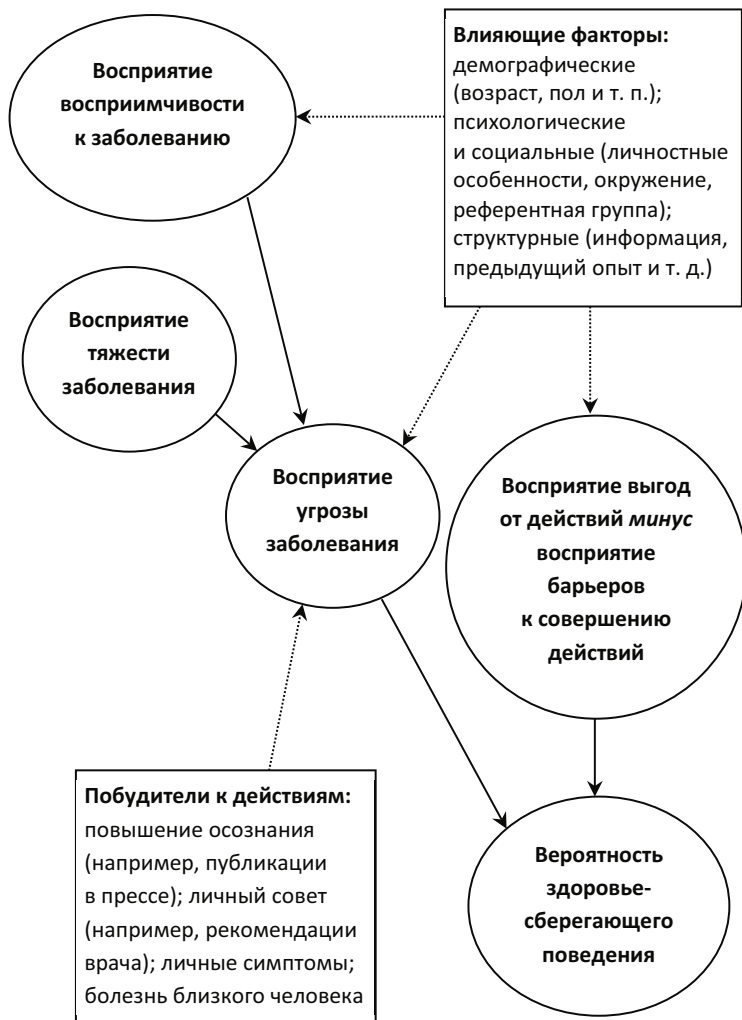 Восприятие
восприимчивости
к заболеванию
Влияющие факторы:
демографические
(возраст, пол и т. п.);
психологические
и социальные (личностные
особенности, окружение,
референтная группа);
структурные (информация,
предыдущий опыт и т. д.)
Восприятие
тяжести
заболевания
Восприятие
угрозы
заболевания
Восприятие выгод
от действий минус
восприятие
барьеров
к совершению
действий
Побудители к действиям:
повышение осознания
(например, публикации
в прессе); личный совет
(например, рекомендации
врача); личные симптомы;
болезнь близкого человека
Вероятность
здоровье-
сберегающего
поведения